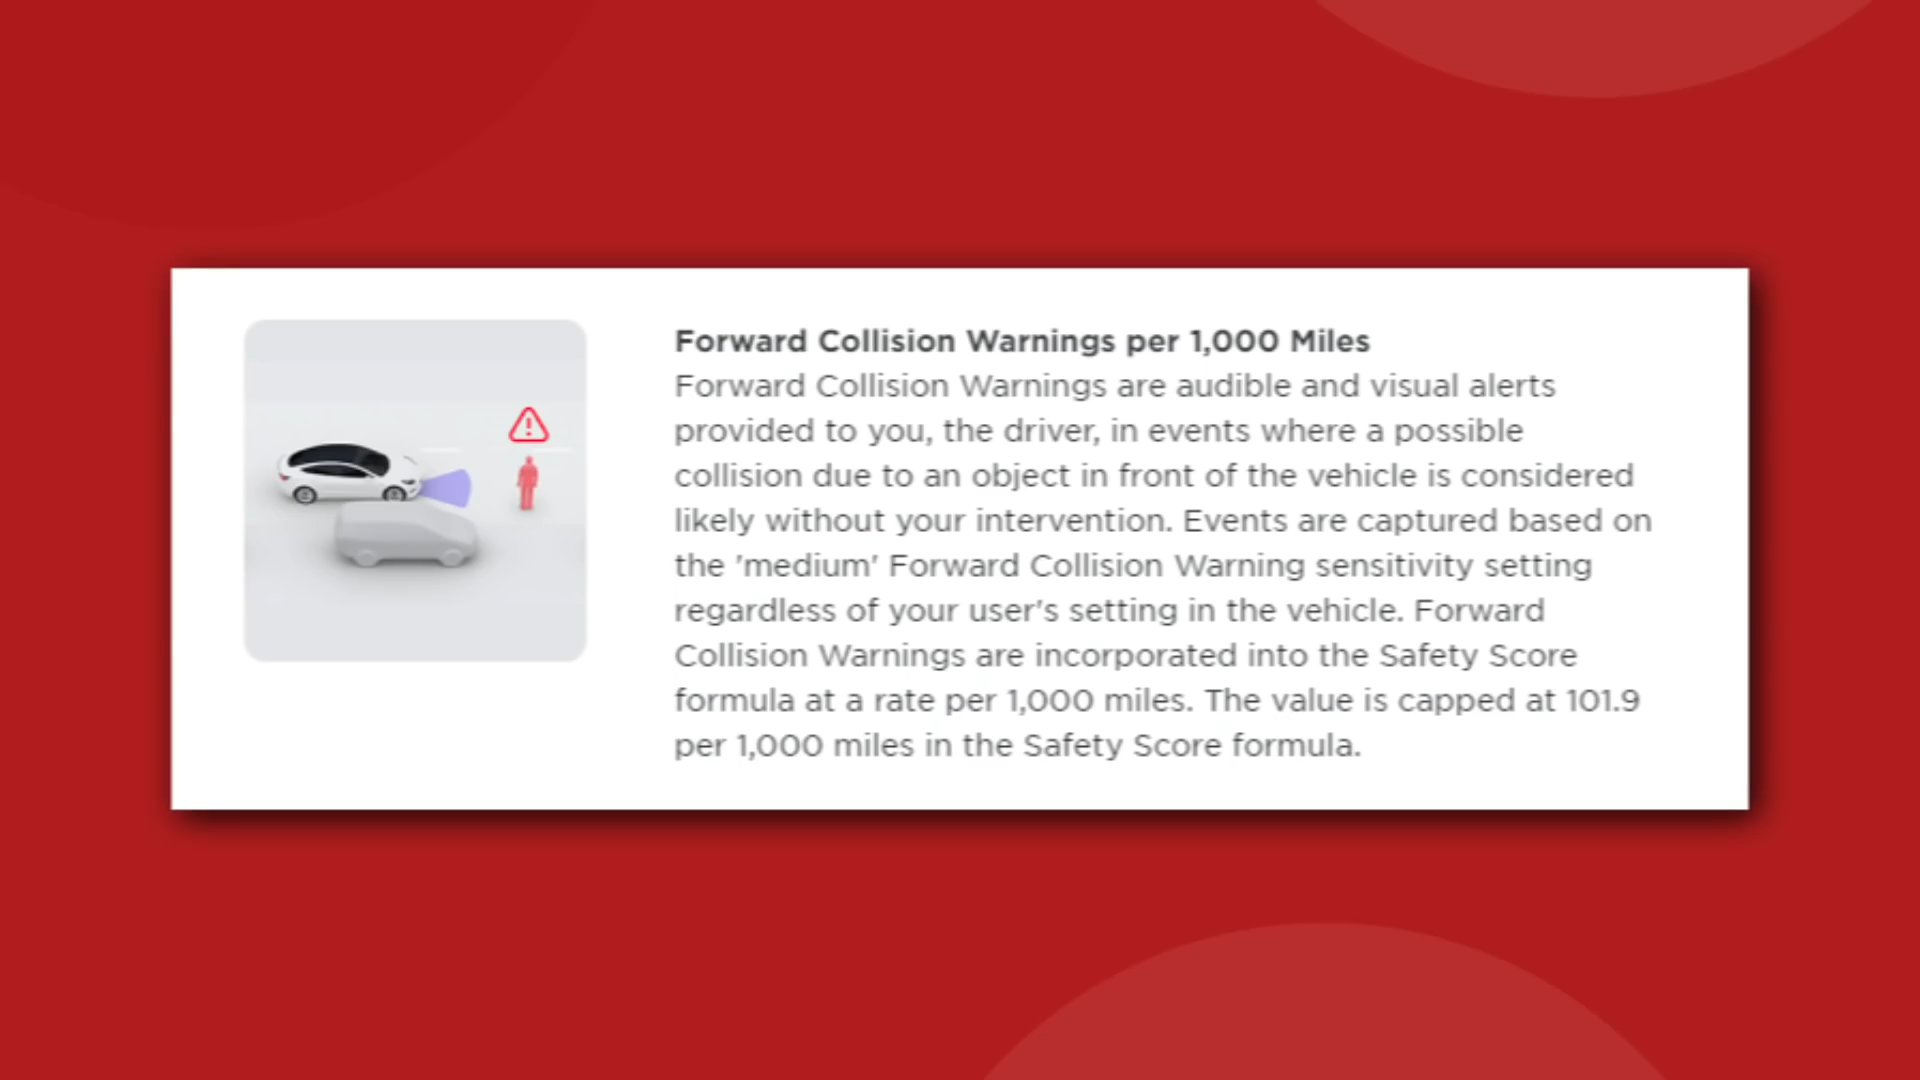 Forward Collision Warnings per 1,000 Miles
Forward Collision Warnings are audible and visual alerts
provided to you, the driver, in events where a possible
collision due to an object in front of the vehicle is considered
likely without your intervention. Events are captured based on
the 'medium' Forward Collision Warning sensitivity setting
regardless of your user's setting in the vehicle. Forward
Collision Warnings are incorporated into the Safety Score
formula at a rate per 1,000 miles. The value is capped at 101.9
per 1,000 miles in the Safety Score formula.